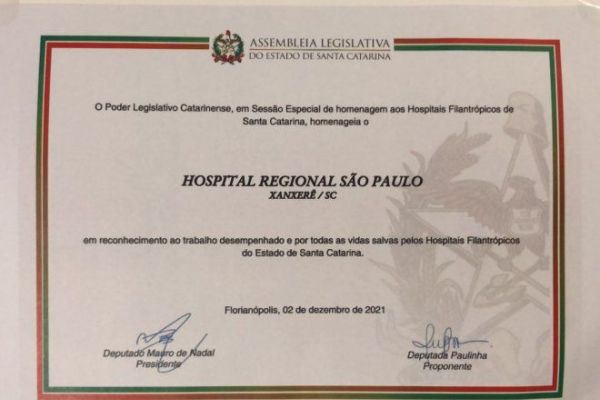 ASSEMBLEIA LEGISLATIVA
DO ESTADO DE SANTA CATARINA
O Poder Legislativo Catarinense, em Sessão Especial de homenagem aos Hospitais Filantrópicos de
Santa Catarina, homenageia o
HOSPITAL REGIONAL SÃO PAULO
XANXERÊ / SC
em reconhecimento ao trabalho desempenhado e por todas as vidas salvas pelos Hospitais Filantrópicos
do Estado de Santa Catarina.
Florianópolis, 02 de dezembro de 2021
Deputado Mauro de Nadal
Presidente
Deputada Paulinha
Proponente